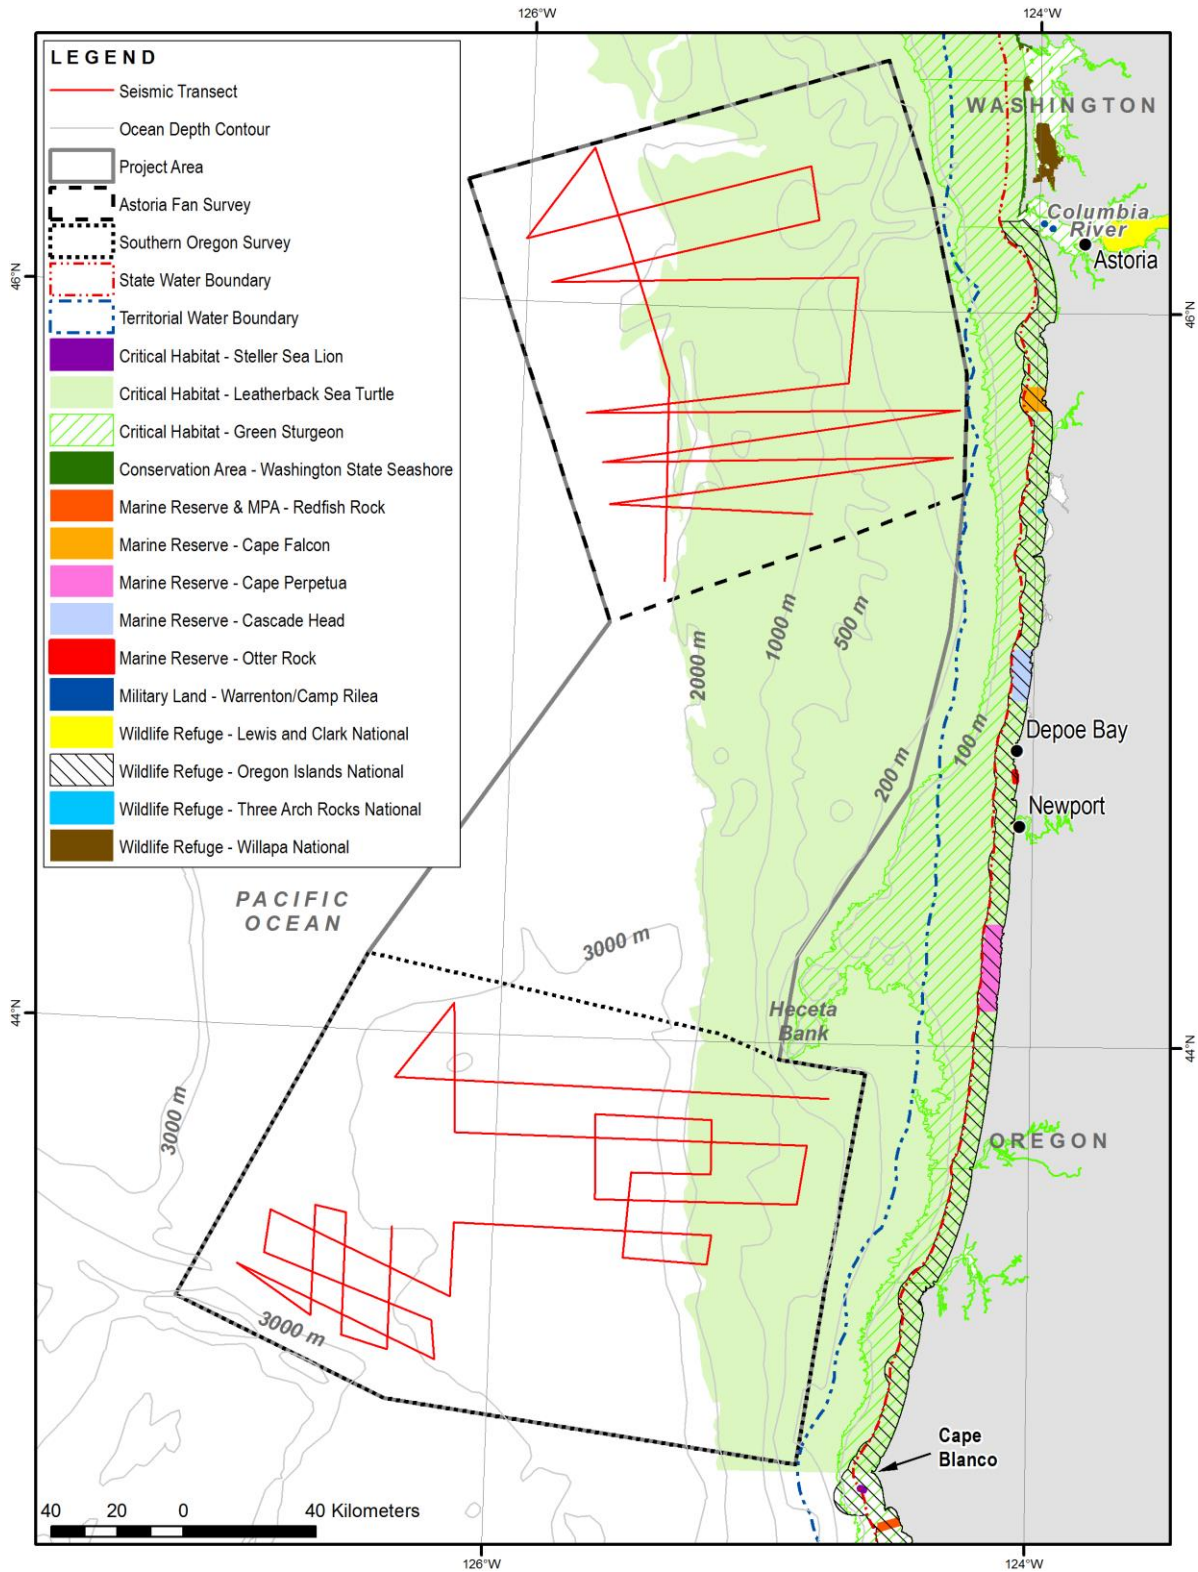 126°W
124°W
LEGEND
Seismic Transect
Ocean Depth Contour
Project Area
Astoria Fan Survey
Southern Oregon Survey
State Water Boundary
Territorial Water Boundary
Critical Habitat - Steller Sea Lion
Critical Habitat - Leatherback Sea Turtle
Critical Habitat - Green Sturgeon
Conservation Area - Washington State Seashore
Marine Reserve & MPA - Redfish Rock
Marine Reserve - Cape Falcon
Marine Reserve - Cape Perpetua
Marine Reserve - Cascade Head
Marine Reserve - Otter Rock
Military Land - Warrenton/Camp Rilea
Wildlife Refuge - Lewis and Clark National
Wildlife Refuge - Oregon Islands National
Wildlife Refuge - Three Arch Rocks National
Wildlife Refuge - Willapa National
WASHINGTON
Columbia
River
Astoria
46°N
46°N
2000 m
1000 m
500 m
200 m
100 m
Depoe Bay
Newport
PACIFIC
OCEAN
3000 m
Heceta
Bank
44°N
44°N
3000 m
OREGON
3000 m
Cape
Blanco
40 20 0 40 Kilometers
126°W
124°W